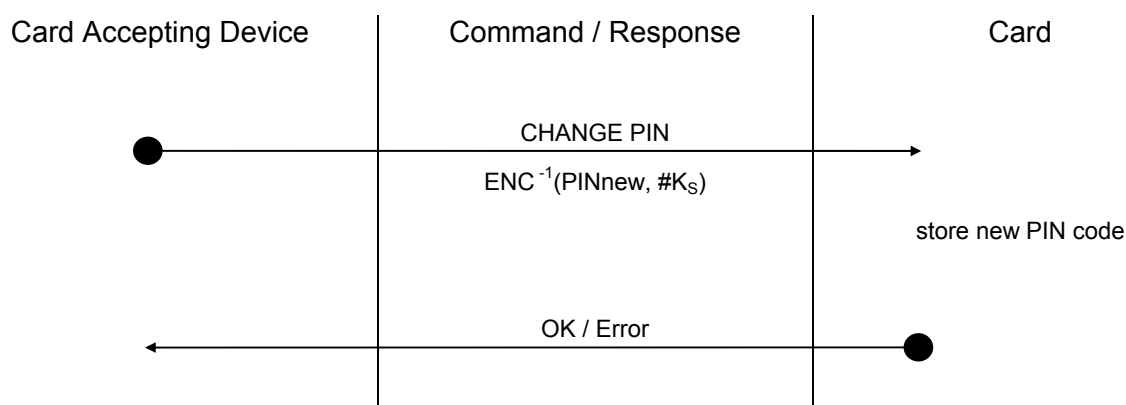 Card Accepting Device
Command / Response
Card
CHANGE PIN
ENC⁻¹(PINnew, #Kₛ)
store new PIN code
OK / Error